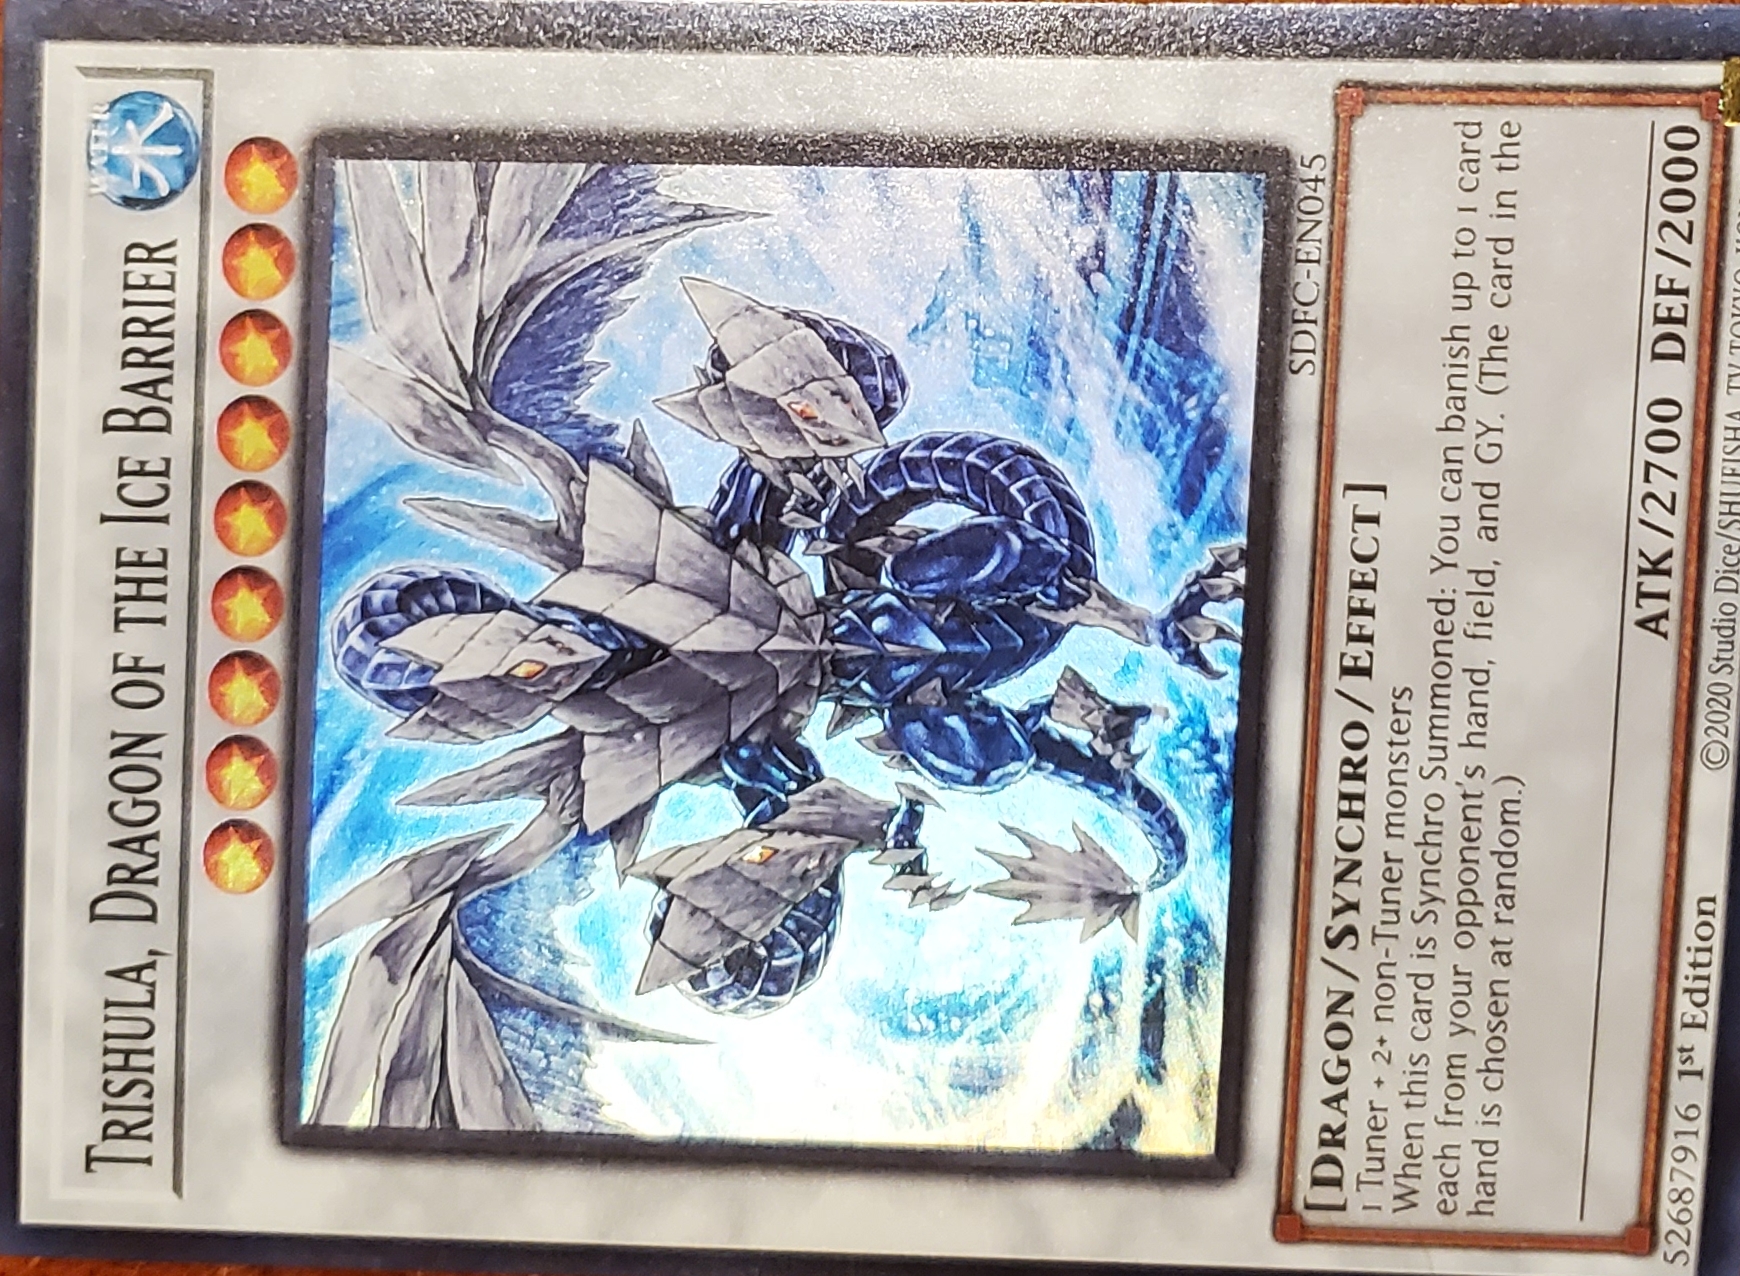 TRISHULA, DRAGON OF THE ICE BARRIER
WATER
水
SDFC-EN045
[DRAGON/SYNCHRO/EFFECT]
1 Tuner + 2+ non-Tuner monsters
When this card is Synchro Summoned: You can banish up to 1 card
each from your opponent's hand, field, and GY. (The card in the
hand is chosen at random.)
ATK/2700 DEF/2000
52687916 1st Edition
©2020 Studio Dice/SHUEISHA, TV TOKYO,